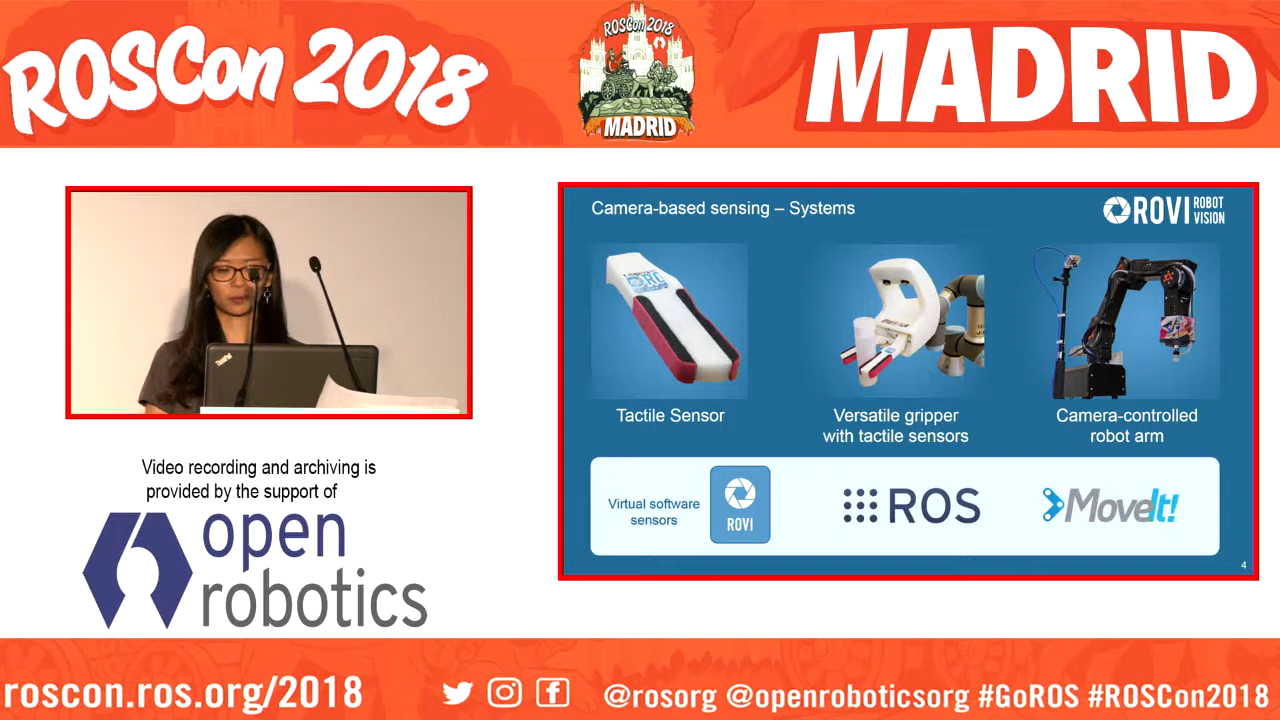 ROSCon 2018
ROSCon 2018
MADRID
MADRID
ThinkPad
Video recording and archiving is
provided by the support of
open
robotics
Camera-based sensing – Systems
ROVI ROBOT
VISION
Tactile Sensor
Versatile gripper
with tactile sensors
Camera-controlled
robot arm
Virtual software
sensors
ROVI
ROS
MoveIt!
4
roscon.ros.org/2018
@rosorg @openroboticsorg #GoROS #ROSCon2018